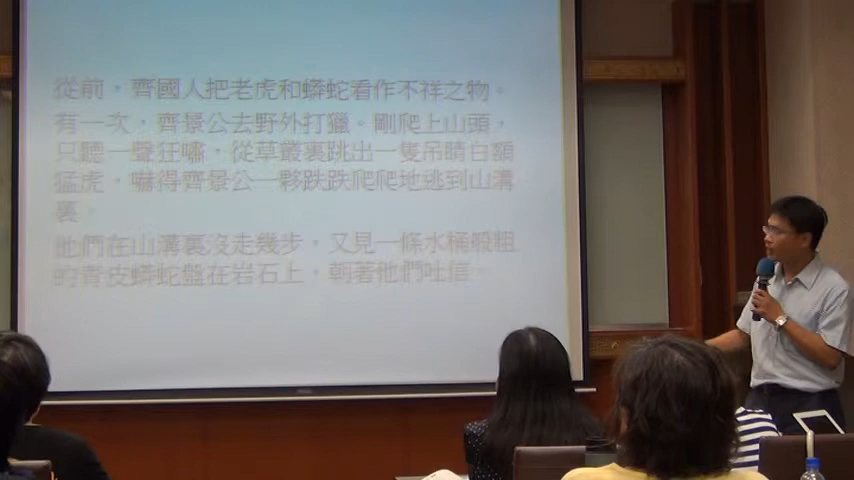 從前，齊國人把老虎和蟒蛇看作不祥之物。
有一次，齊景公去野外打獵。剛爬上山頭，
只聽一聲狂嘯，從草叢裏跳出一隻吊睛白額
猛虎，嚇得齊景公一夥跌跌爬爬地逃到山溝
裏。
他們在山溝裏沒走幾步，又見一條水桶般粗
的青皮蟒蛇盤在岩石上，朝著他們吐信。